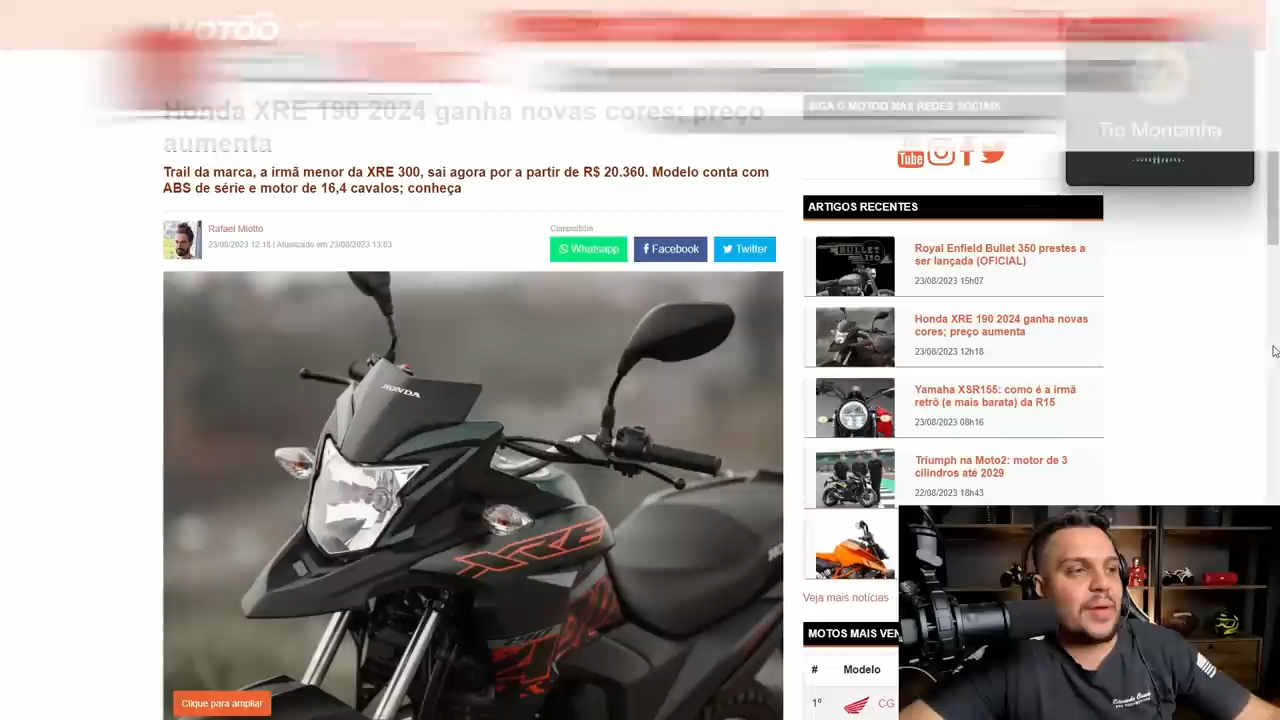 MOTOO
Honda XRE 190 2024 ganha novas cores; preço
aumenta
Trail da marca, a irmã menor da XRE 300, sai agora por a partir de R$ 20.360. Modelo conta com
ABS de série e motor de 16,4 cavalos; conheça
Rafael Miotto
23/08/2023 12:18 | Atualizado em 23/08/2023 13:03
Compartilhe
Whatsapp
Facebook
Twitter
HONDA
XRE
Clique para ampliar
SIGA O MOTOO NAS REDES SOCIAIS
You Tube
Tio Montanha
ARTIGOS RECENTES
BULLET
350
Royal Enfield Bullet 350 prestes a
ser lançada (OFICIAL)
23/08/2023 15h07
Honda XRE 190 2024 ganha novas
cores; preço aumenta
23/08/2023 12h18
Yamaha XSR155: como é a irmã
retrô (e mais barata) da R15
23/08/2023 08h16
Triumph na Moto2: motor de 3
cilindros até 2029
22/08/2023 18h43
Veja mais notícias
MOTOS MAIS VEN
# Modelo
1º CG